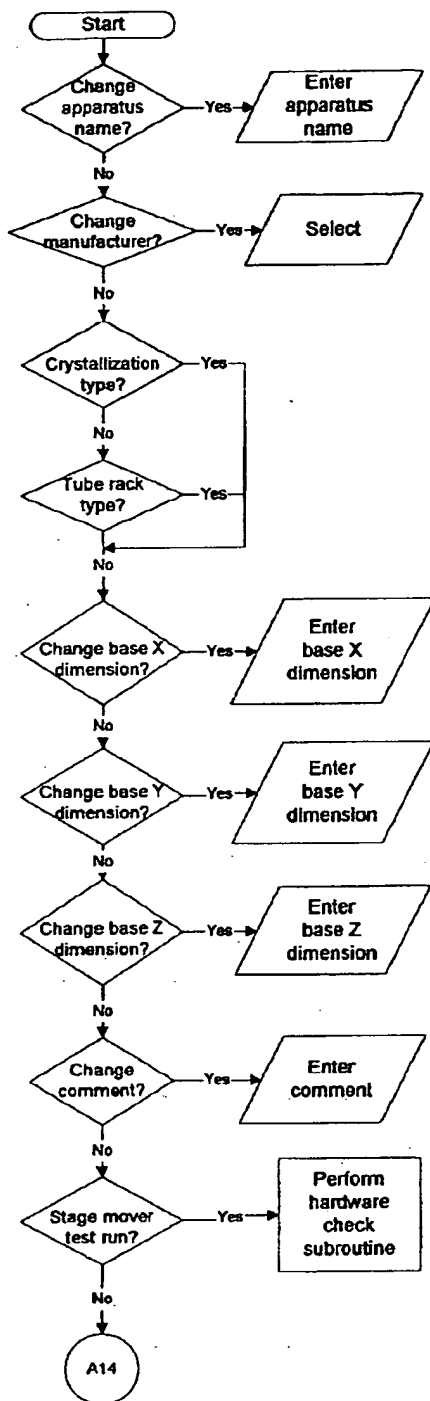 Start
Change
apparatus
name?
Yes
Enter
apparatus
name
No
Change
manufacturer?
Yes
Select
No
Crystallization
type?
Yes
No
Tube rack
type?
Yes
No
Change base X
dimension?
Yes
Enter
base X
dimension
No
Change base Y
dimension?
Yes
Enter
base Y
dimension
No
Change base Z
dimension?
Yes
Enter
base Z
dimension
No
Change
comment?
Yes
Enter
comment
No
Stage mover
test run?
Yes
Perform
hardware
check
subroutine
No
A14